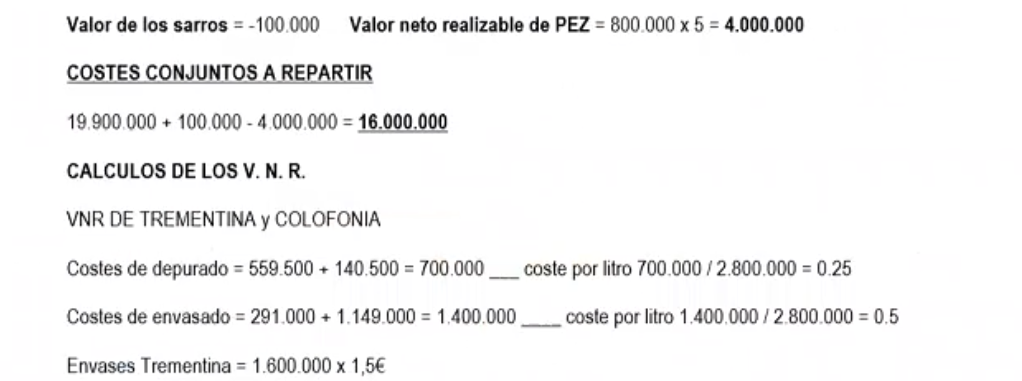 Valor de los sarros = -100.000 Valor neto realizable de PEZ = 800.000 x 5 = 4.000.000
COSTES CONJUNTOS A REPARTIR
19.900.000 + 100.000 - 4.000.000 = 16.000.000
CALCULOS DE LOS V. N. R.
VNR DE TREMENTINA y COLOFONIA
Costes de depurado = 559.500 + 140.500 = 700.000 ___ coste por litro 700.000 / 2.800.000 = 0.25
Costes de envasado = 291.000 + 1.149.000 = 1.400.000 ____ coste por litro 1.400.000 / 2.800.000 = 0.5
Envases Trementina = 1.600.000 x 1,5€